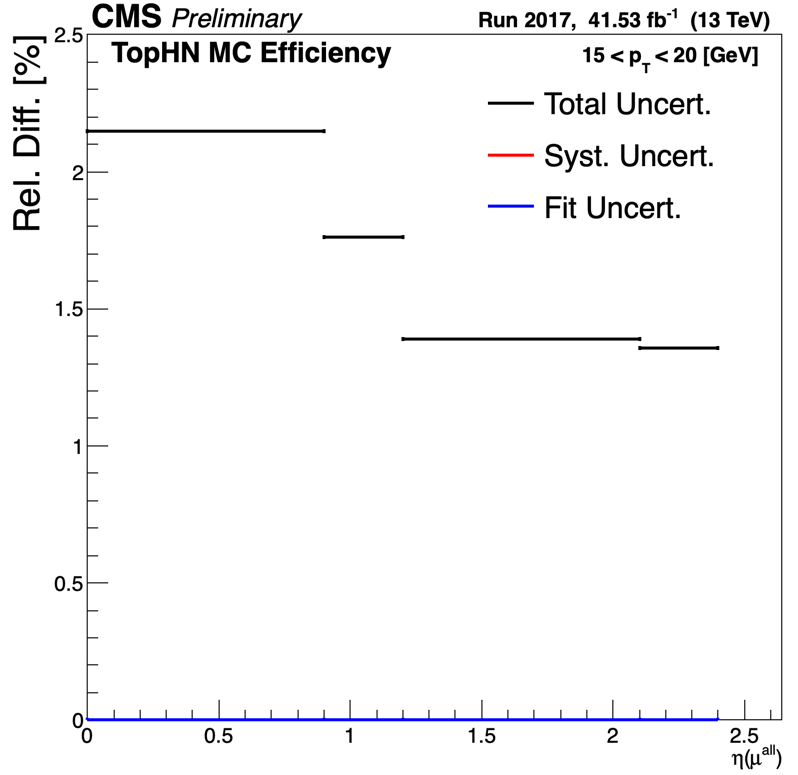 CMS Preliminary
Run 2017, 41.53 fb⁻¹ (13 TeV)
TopHN MC Efficiency
15 < p_T < 20 [GeV]
Total Uncert.
Syst. Uncert.
Fit Uncert.
Rel. Diff. [%]
2.5
2
1.5
1
0.5
0
0 0.5 1 1.5 2 2.5
η(μ^all)